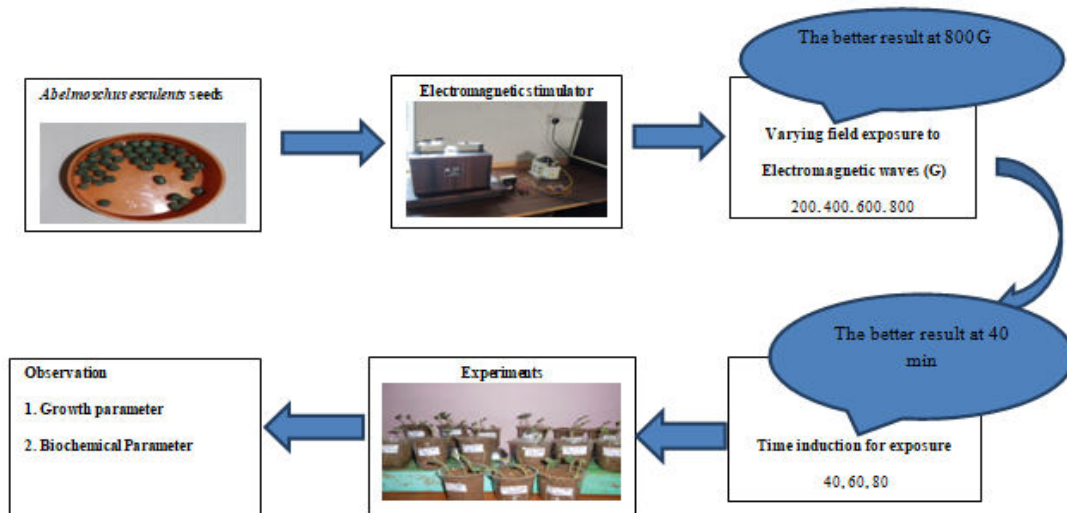 Abelmoschus esculents seeds
Electromagnetic stimulator
The better result at 800 G
Varying field exposure to
Electromagnetic waves (G)
200. 400. 600. 800
The better result at 40
min
Time induction for exposure
40, 60, 80
Experiments
Observation
1. Growth parameter
2. Biochemical Parameter